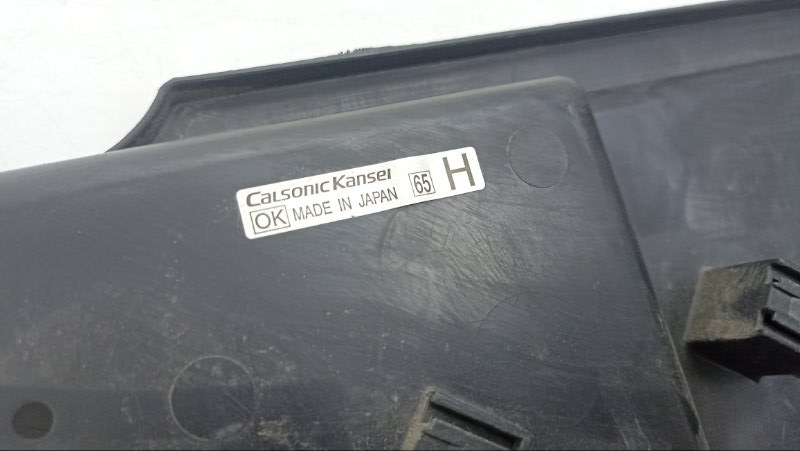 CalsonicKansei
OK MADE IN JAPAN 65 H